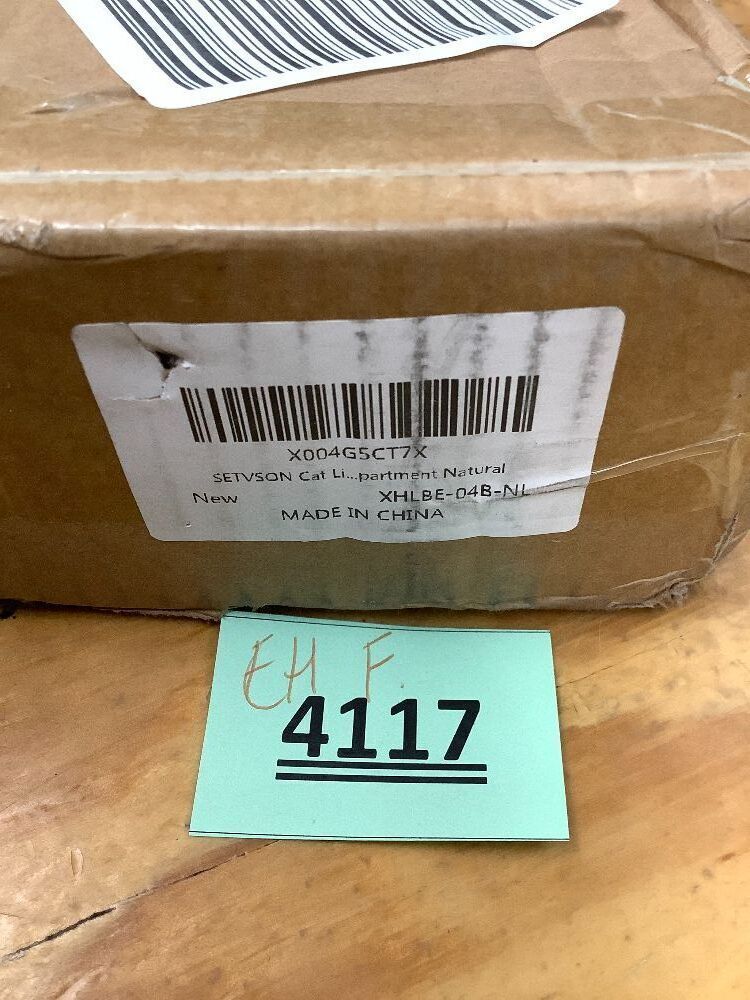 X004G5CT7X
SETVSON Cat Li...partment Natural
New XHLBE-04B-NL
MADE IN CHINA
EH F.
4117